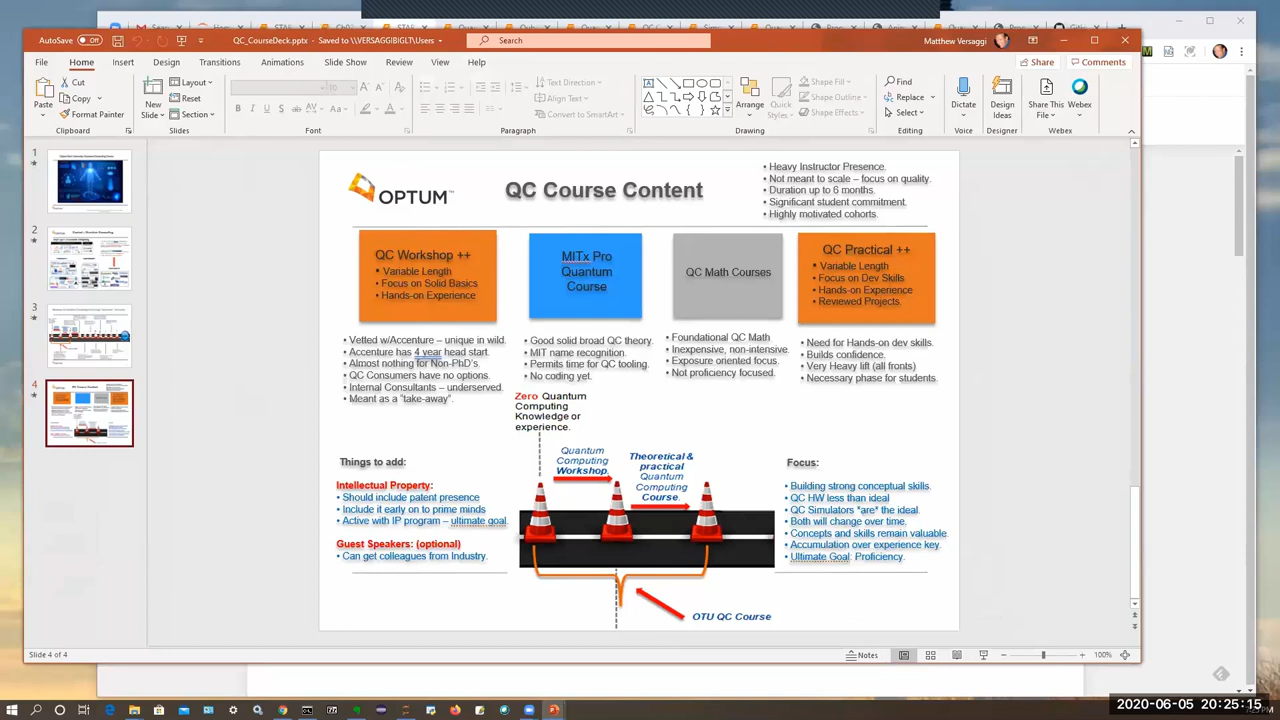 AutoSave Off
QC_CourseDeck.pptx - Saved to \\VERSAGGIBIGLT\Users
Search
Matthew Versaggi
File Home Insert Design Transitions Animations Slide Show Review View Help
Share Comments
Paste
Cut
Copy
Format Painter
Clipboard
New Slide
Layout
Reset
Section
Slides
Font
Text Direction
Align Text
Convert to SmartArt
Paragraph
Arrange
Quick Styles
Shape Fill
Shape Outline
Shape Effects
Drawing
Find
Replace
Select
Editing
Dictate
Voice
Design Ideas
Designer
Share This File
Webex
Webex
1
2
3
4
OPTUM™
QC Course Content
• Heavy Instructor Presence.
• Not meant to scale – focus on quality.
• Duration up to 6 months.
• Significant student commitment.
• Highly motivated cohorts.
QC Workshop ++
• Variable Length
• Focus on Solid Basics
• Hands-on Experience
MITx Pro
Quantum
Course
QC Math Courses
QC Practical ++
• Variable Length
• Focus on Dev Skills
• Hands-on Experience
• Reviewed Projects.
• Vetted w/Accenture – unique in wild.
• Accenture has 4 year head start.
• Almost nothing for Non-PhD's.
• QC Consumers have no options.
• Internal Consultants – underserved.
• Meant as a "take-away".
• Good solid broad QC theory.
• MIT name recognition.
• Permits time for QC tooling.
• No coding yet.
• Foundational QC Math
• Inexpensive, non-intensive.
• Exposure oriented focus.
• Not proficiency focused.
• Need for Hands-on dev skills.
• Builds confidence.
• Very Heavy lift (all fronts)
• Necessary phase for students.
Zero Quantum
Computing
Knowledge or
experience.
Quantum
Computing
Workshop.
Theoretical &
practical
Quantum
Computing
Course.
Things to add:
Intellectual Property:
• Should include patent presence
• Include it early on to prime minds
• Active with IP program – ultimate goal.
Guest Speakers: (optional)
• Can get colleagues from Industry.
Focus:
• Building strong conceptual skills.
• QC HW less than ideal
• QC Simulators *are* the ideal.
• Both will change over time.
• Concepts and skills remain valuable.
• Accumulation over experience key.
• Ultimate Goal: Proficiency.
OTU QC Course
Slide 4 of 4
Notes
100%
2020-06-05 20:25:15